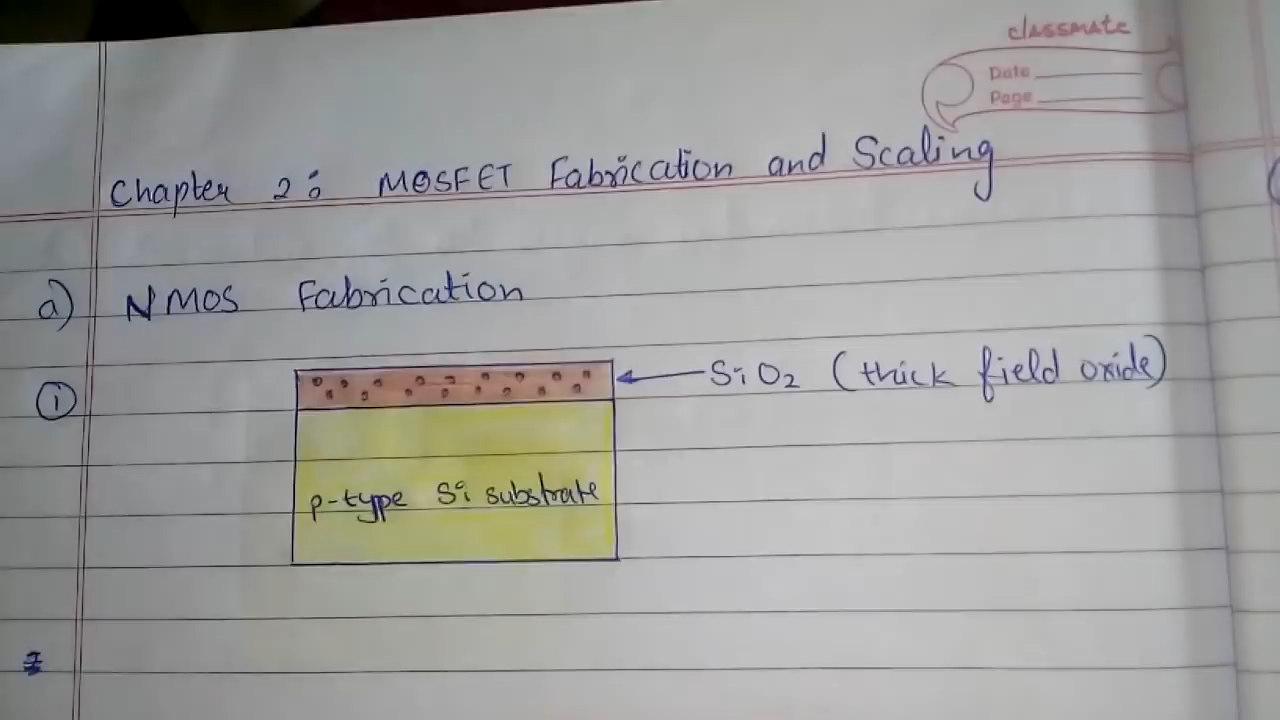 classmate
Date
Page
Chapter 2: MOSFET Fabrication and Scaling
a) NMOS Fabrication
① SiO2 (thick field oxide)
p-type Si substrate